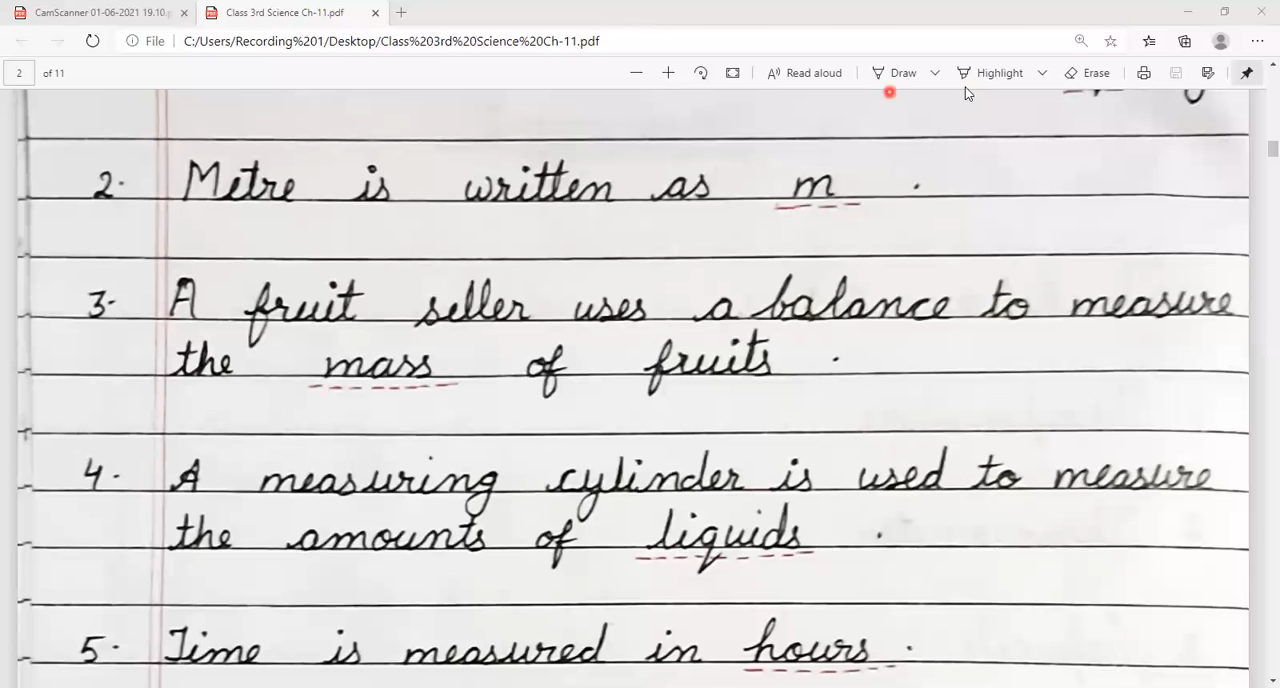 CamScanner 01-06-2021 19.10.p
Class 3rd Science Ch-11.pdf
File
C:/Users/Recording%201/Desktop/Class%203rd%20Science%20Ch-11.pdf
2 of 11
Read aloud
Draw
Highlight
Erase
2. Metre is written as m .
3. A fruit seller uses a balance to measure
the mass of fruits .
4. A measuring cylinder is used to measure
the amounts of liquids .
5. Time is measured in hours .